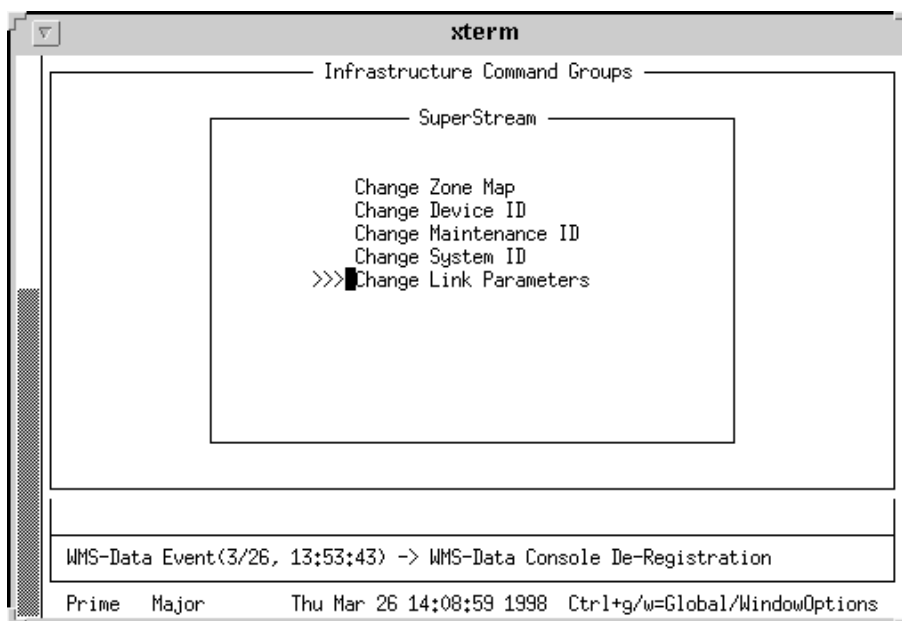 xterm
Infrastructure Command Groups
SuperStream
Change Zone Map
Change Device ID
Change Maintenance ID
Change System ID
>>>Change Link Parameters
WMS-Data Event(3/26, 13:53:43) -> WMS-Data Console De-Registration
Prime Major Thu Mar 26 14:08:59 1998 Ctrl+g/w=Global/WindowOptions